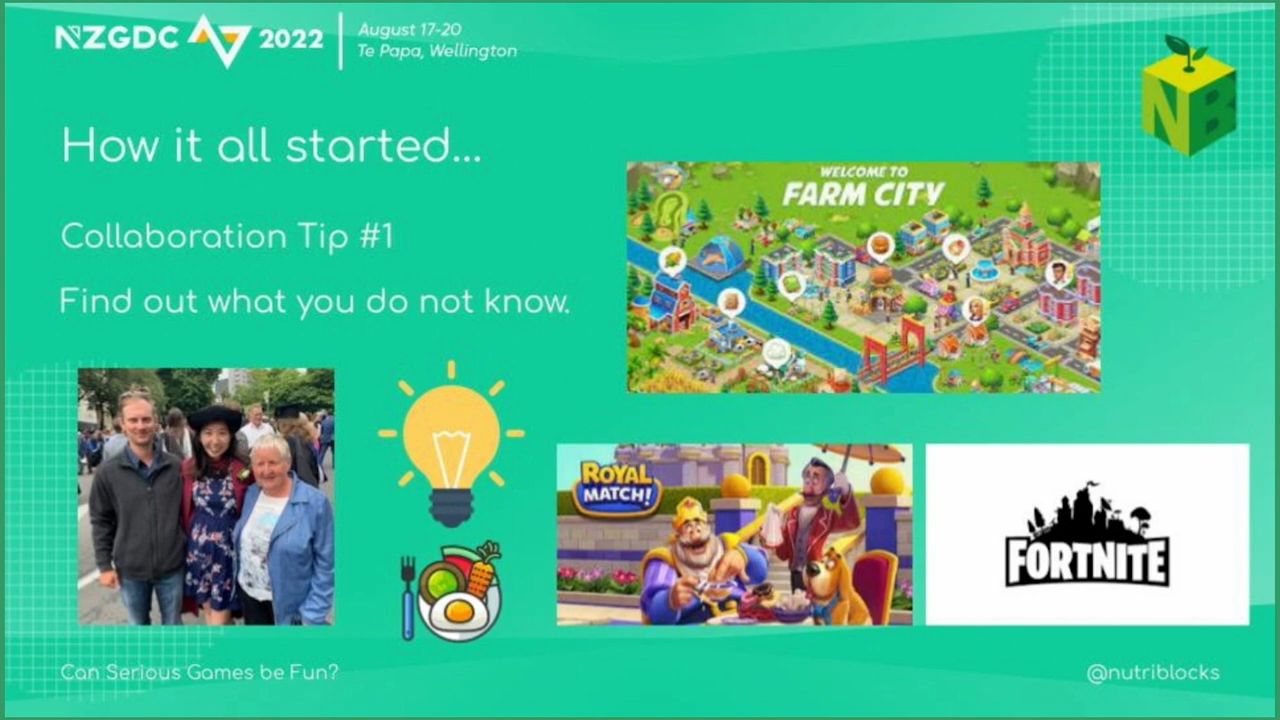 NZGDC 2022
August 17-20
Te Papa, Wellington
NB
How it all started...
WELCOME TO
FARM CITY
Collaboration Tip #1
Find out what you do not know.
ROYAL
MATCH!
FORTNITE
Can Serious Games be Fun?
@nutriblocks